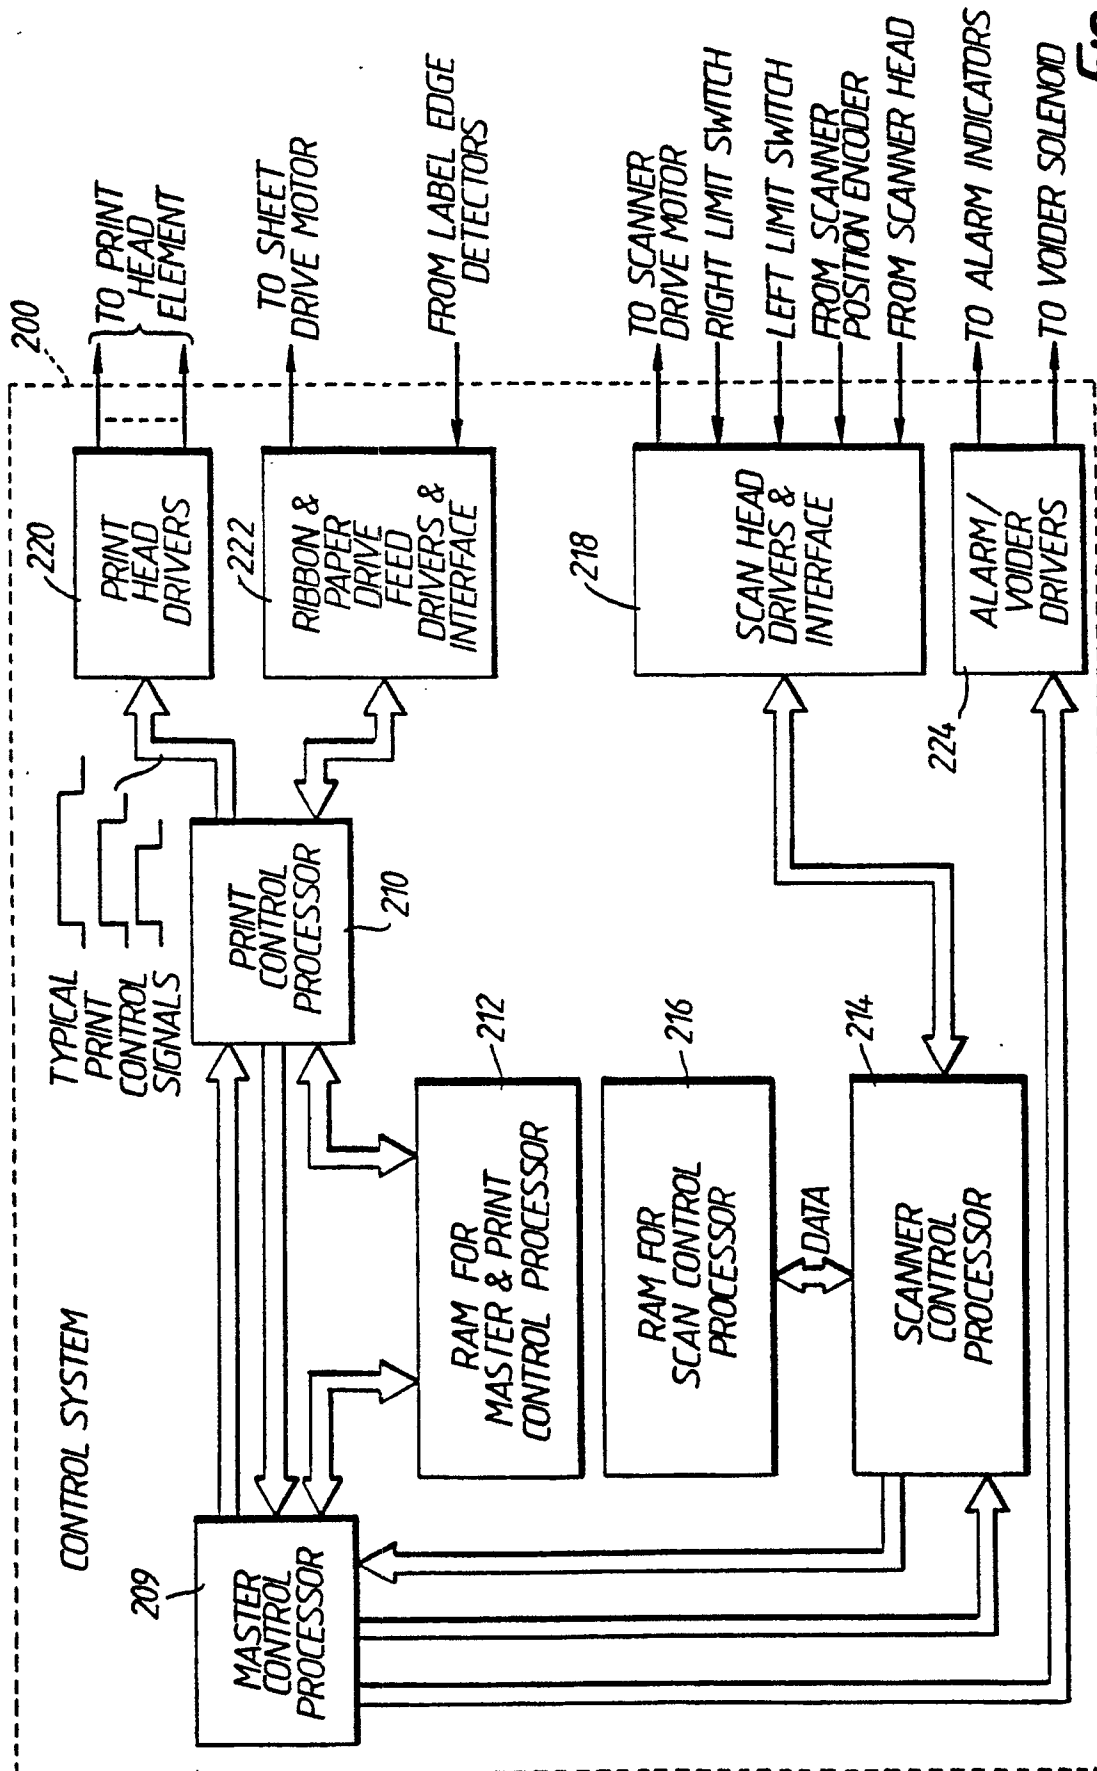 CONTROL SYSTEM
200
209
MASTER
CONTROL
PROCESSOR
TYPICAL
PRINT
CONTROL
SIGNALS
PRINT
CONTROL
PROCESSOR
210
220
PRINT
HEAD
DRIVERS
TO PRINT
HEAD
ELEMENT
222
RIBBON &
PAPER
DRIVE
FEED
DRIVERS &
INTERFACE
TO SHEET
DRIVE MOTOR
FROM LABEL EDGE
DETECTORS
212
RAM FOR
MASTER & PRINT
CONTROL PROCESSOR
216
RAM FOR
SCAN CONTROL
PROCESSOR
DATA
214
SCANNER
CONTROL
PROCESSOR
218
SCAN HEAD
DRIVERS &
INTERFACE
TO SCANNER
DRIVE MOTOR
RIGHT LIMIT SWITCH
LEFT LIMIT SWITCH
FROM SCANNER
POSITION ENCODER
FROM SCANNER HEAD
224
ALARM/
VOIDER
DRIVERS
TO ALARM INDICATORS
TO VOIDER SOLENOID